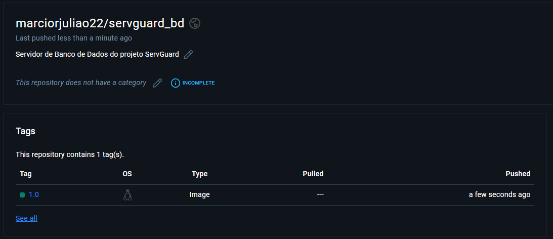 marciorjuliao22/servguard_bd
Last pushed less than a minute ago
Servidor de Banco de Dados do projeto ServGuard
This repository does not have a category INCOMPLETE
Tags
This repository contains 1 tag(s).
Tag OS Type Pulled Pushed
1.0 Image --- a few seconds ago
See all